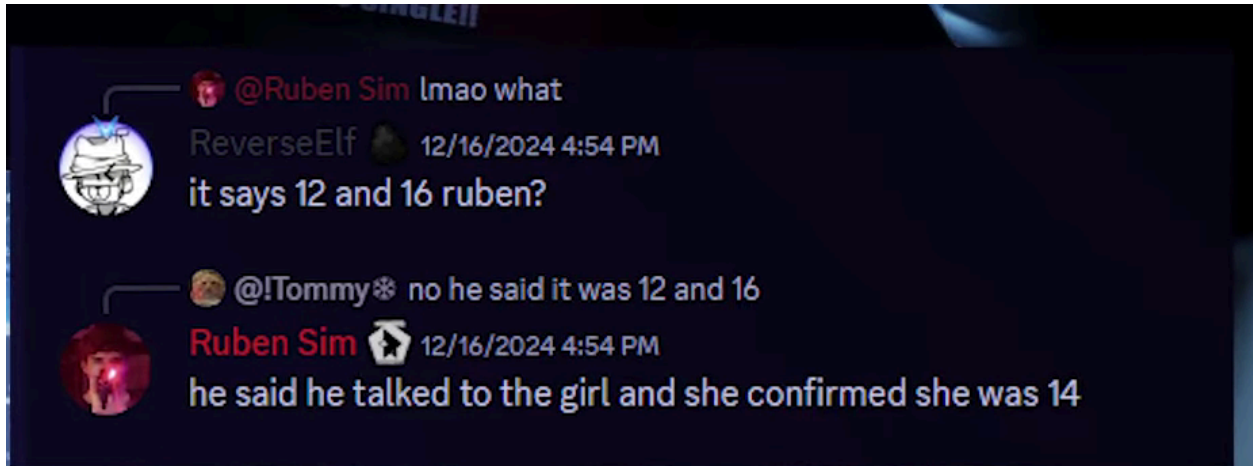 SINGLE!!
@Ruben Sim lmao what
ReverseElf 12/16/2024 4:54 PM
it says 12 and 16 ruben?
@!Tommy❄ no he said it was 12 and 16
Ruben Sim 12/16/2024 4:54 PM
he said he talked to the girl and she confirmed she was 14